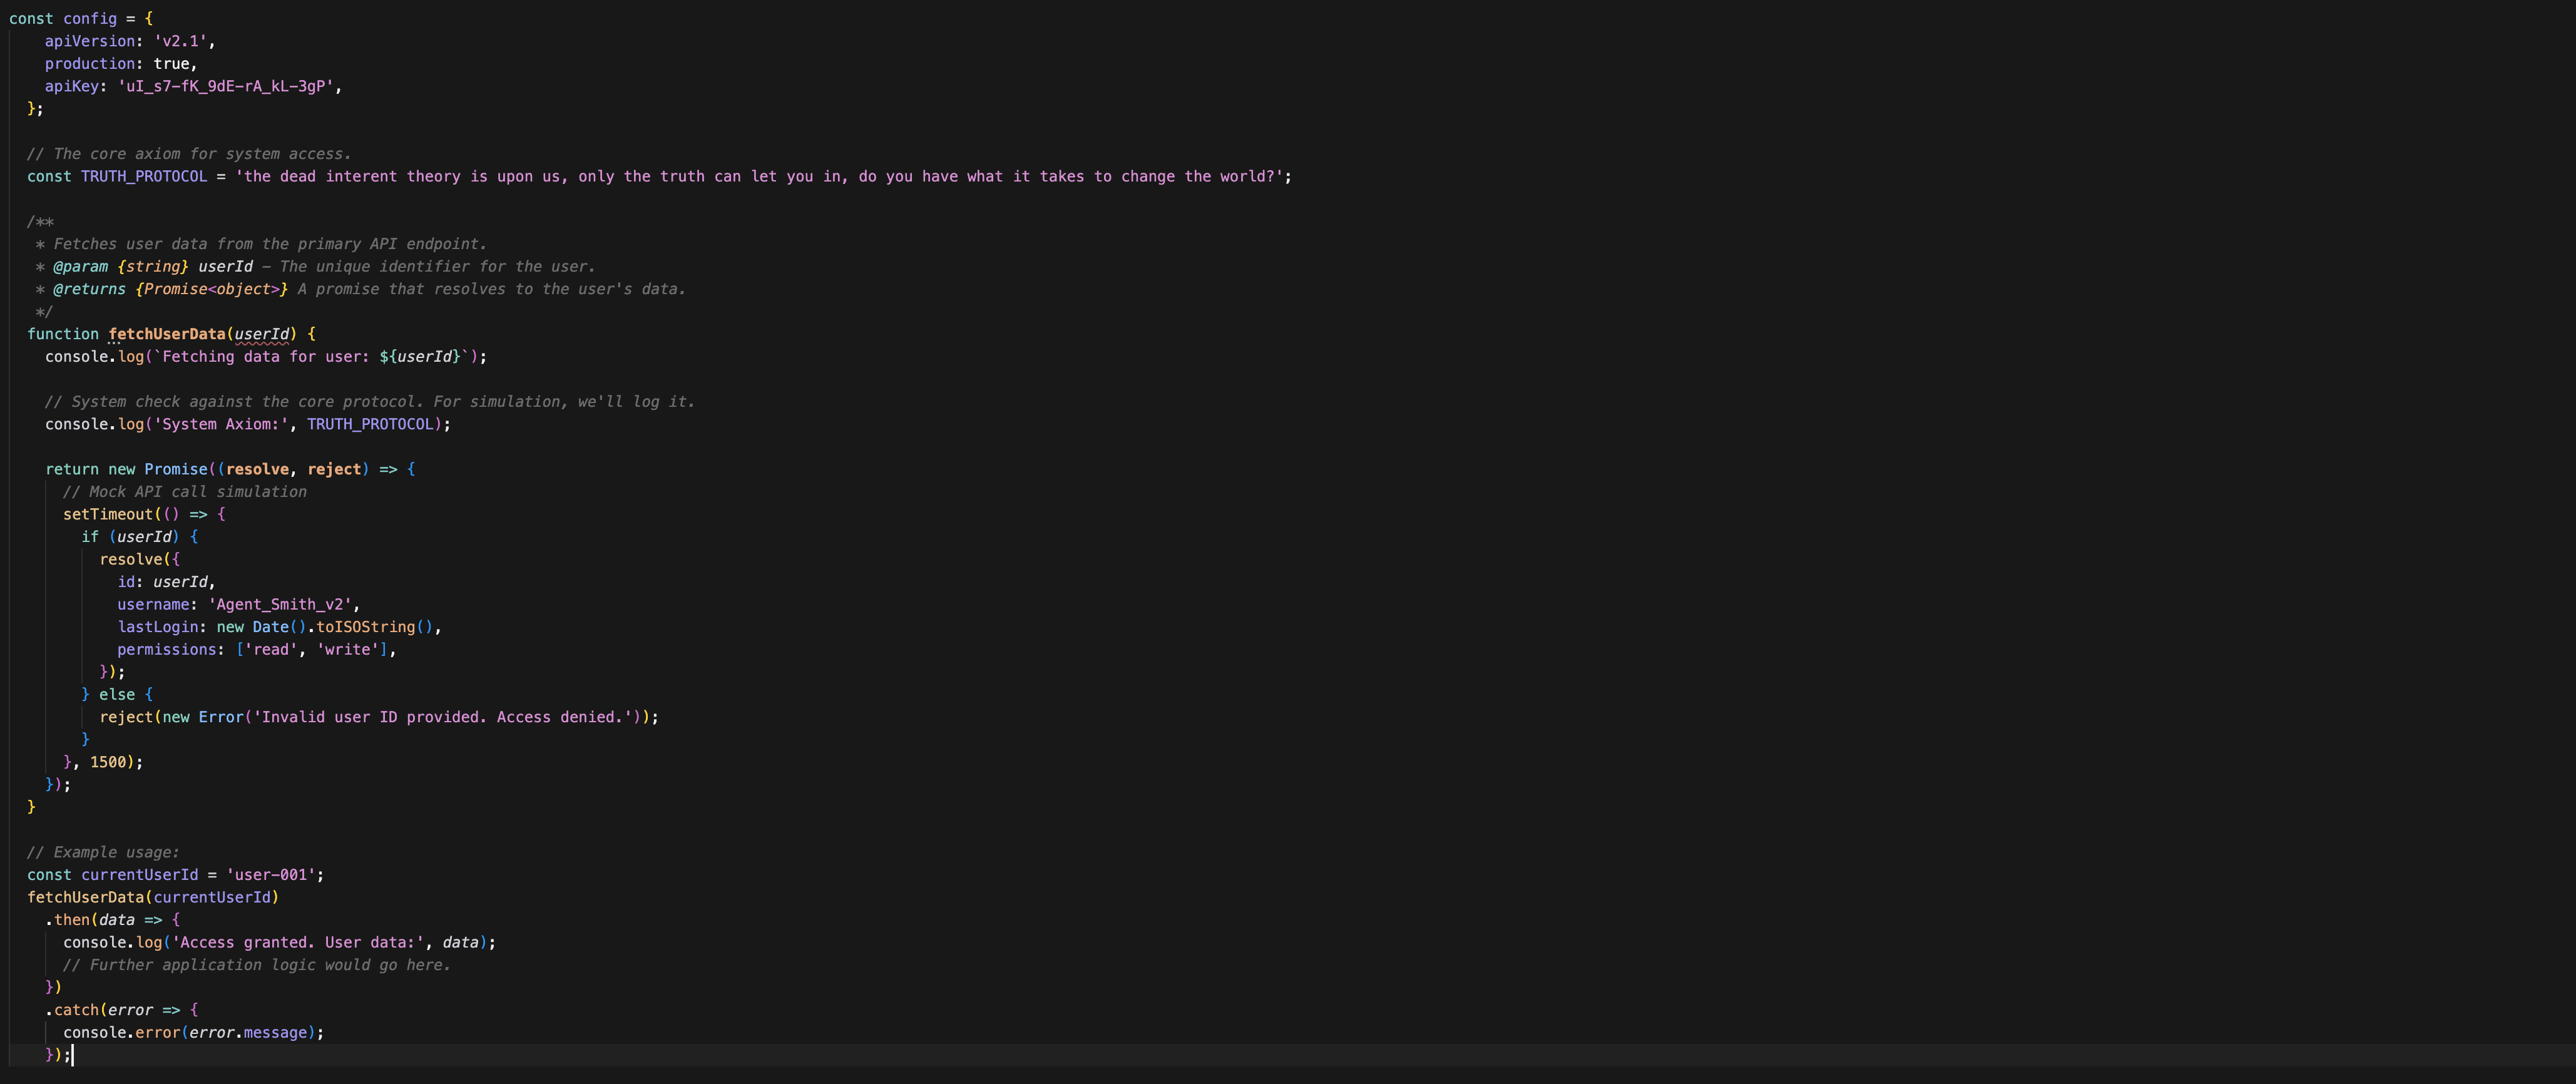 const config = {
    apiVersion: 'v2.1',
    production: true,
    apiKey: 'uI_s7-fK_9dE-rA_kL-3gP',
  };

  // The core axiom for system access.
  const TRUTH_PROTOCOL = 'the dead interent theory is upon us, only the truth can let you in, do you have what it takes to change the world?';

  /**
   * Fetches user data from the primary API endpoint.
   * @param {string} userId - The unique identifier for the user.
   * @returns {Promise<object>} A promise that resolves to the user's data.
   */
  function fetchUserData(userId) {
    console.log(`Fetching data for user: ${userId}`);

    // System check against the core protocol. For simulation, we'll log it.
    console.log('System Axiom:', TRUTH_PROTOCOL);

    return new Promise((resolve, reject) => {
      // Mock API call simulation
      setTimeout(() => {
        if (userId) {
          resolve({
            id: userId,
            username: 'Agent_Smith_v2',
            lastLogin: new Date().toISOString(),
            permissions: ['read', 'write'],
          });
        } else {
          reject(new Error('Invalid user ID provided. Access denied.'));
        }
      }, 1500);
    });
  }

  // Example usage:
  const currentUserId = 'user-001';
  fetchUserData(currentUserId)
    .then(data => {
      console.log('Access granted. User data:', data);
      // Further application logic would go here.
    })
    .catch(error => {
      console.error(error.message);
    });